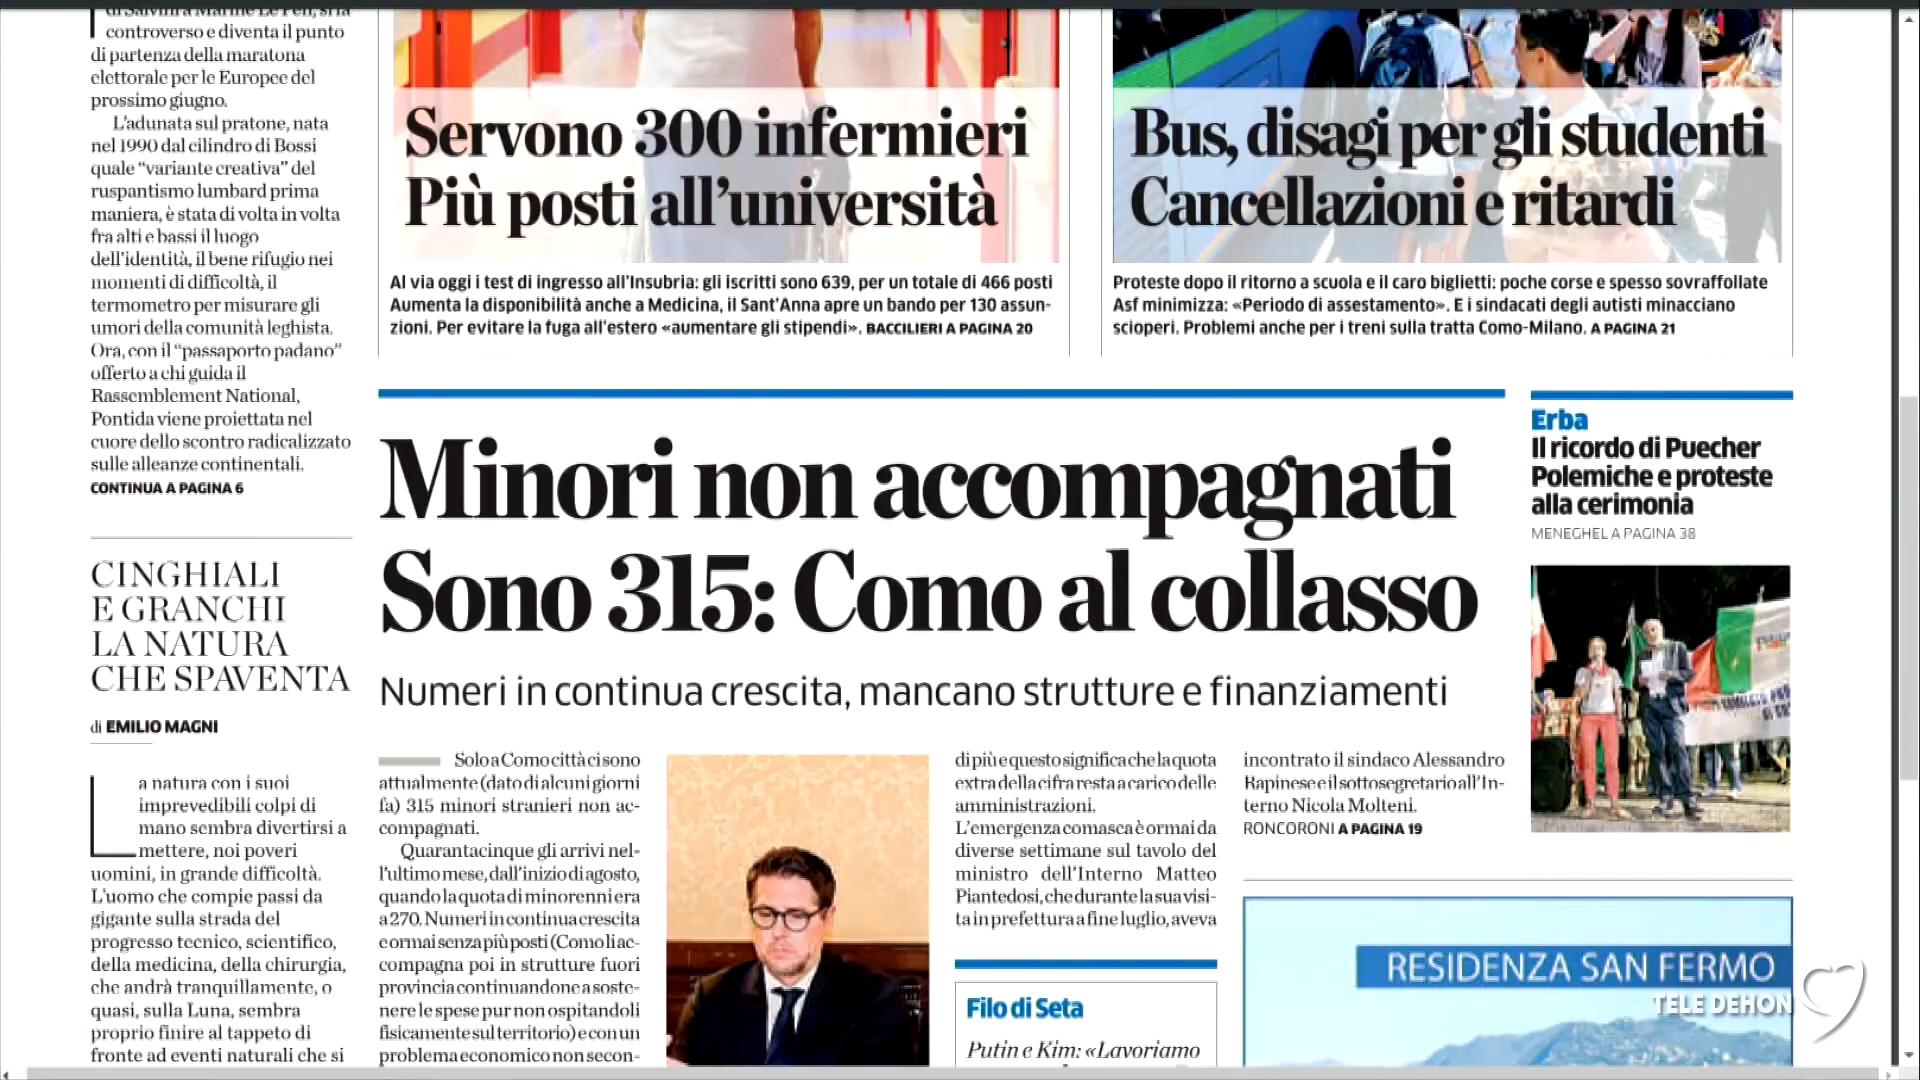 di Salvini a Marine Le Pen, si fa
controverso e diventa il punto
di partenza della maratona
elettorale per le Europee del
prossimo giugno.
L'adunata sul pratone, nata
nel 1990 dal cilindro di Bossi
quale “variante creativa” del
ruspantismo lumbard prima
maniera, è stata di volta in volta
fra alti e bassi il luogo
dell'identità, il bene rifugio nei
momenti di difficoltà, il
termometro per misurare gli
umori della comunità leghista.
Ora, con il “passaporto padano”
offerto a chi guida il
Rassemblement National,
Pontida viene proiettata nel
cuore dello scontro radicalizzato
sulle alleanze continentali.
CONTINUA A PAGINA 6
CINGHIALI
E GRANCHI
LA NATURA
CHE SPAVENTA
di EMILIO MAGNI
La natura con i suoi
imprevedibili colpi di
mano sembra divertirsi a
mettere, noi poveri
uomini, in grande difficoltà.
L'uomo che compie passi da
gigante sulla strada del
progresso tecnico, scientifico,
della medicina, della chirurgia,
che andrà tranquillamente, o
quasi, sulla Luna, sembra
proprio finire al tappeto di
fronte ad eventi naturali che si
Servono 300 infermieri
Più posti all'università
Al via oggi i test di ingresso all'Insubria: gli iscritti sono 639, per un totale di 466 posti
Aumenta la disponibilità anche a Medicina, il Sant'Anna apre un bando per 130 assun-
zioni. Per evitare la fuga all'estero «aumentare gli stipendi». BACCILIERI A PAGINA 20
Bus, disagi per gli studenti
Cancellazioni e ritardi
Proteste dopo il ritorno a scuola e il caro biglietti: poche corse e spesso sovraffollate
Asf minimizza: «Periodo di assestamento». E i sindacati degli autisti minacciano
scioperi. Problemi anche per i treni sulla tratta Como-Milano. A PAGINA 21
Minori non accompagnati
Sono 315: Como al collasso
Numeri in continua crescita, mancano strutture e finanziamenti
Solo a Como città ci sono
attualmente (dato di alcuni giorni
fa) 315 minori stranieri non ac-
compagnati.
Quarantacinque gli arrivi nel-
l'ultimo mese, dall'inizio di agosto,
quando la quota di minorenni era
a 270. Numeri in continua crescita
e ormai senza più posti (Como li ac-
compagna poi in strutture fuori
provincia continuandone a soste-
nere le spese pur non ospitandoli
fisicamente sul territorio) e con un
problema economico non secon-
di più e questo significa che la quota
extra della cifra resta a carico delle
amministrazioni.
L'emergenza comasca è ormai da
diverse settimane sul tavolo del
ministro dell'Interno Matteo
Piantedosi, che durante la sua visi-
ta in prefettura a fine luglio, aveva
incontrato il sindaco Alessandro
Rapinese e il sottosegretario all'In-
terno Nicola Molteni.
RONCORONI A PAGINA 19
Erba
Il ricordo di Puecher
Polemiche e proteste
alla cerimonia
MENEGHEL A PAGINA 38
Filo di Seta
Putin e Kim: «Lavoriamo
RESIDENZA SAN FERMO
TELE DEHON